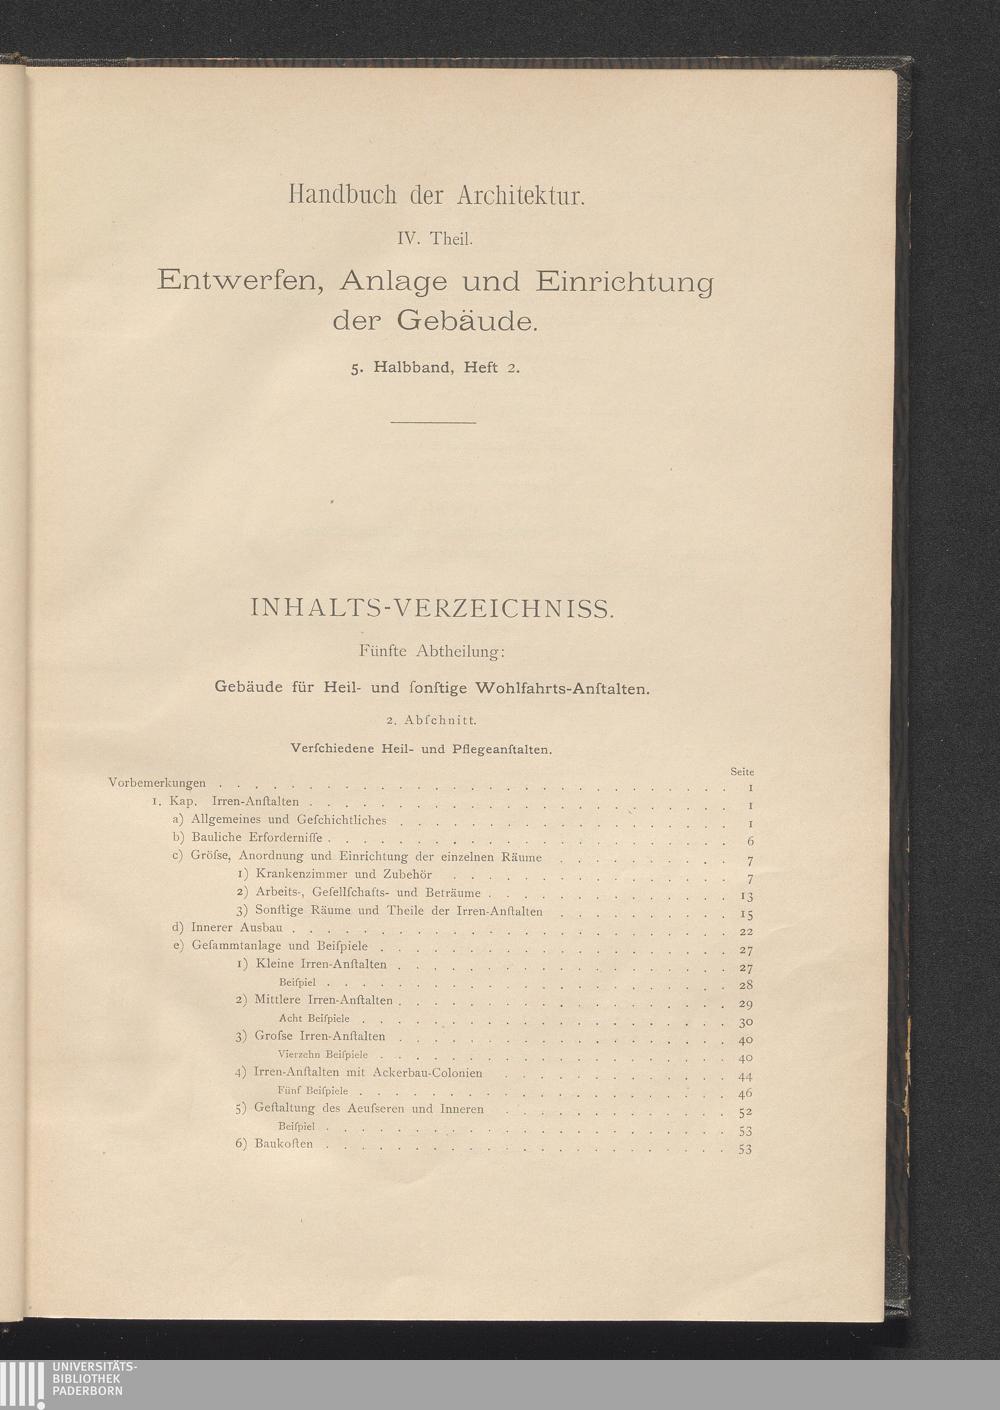 Handbuch der Architektur.
IV. Theil.
Entwerfen, Anlage und Einrichtung
der Gebäude.
5. Halbband, Heft 2.
INHALTS-VERZEICHNISS.
Fünfte Abtheilung:
Gebäude für Heil- und ſonſtige Wohlfahrts-Anſtalten.
2. Abſchnitt.
Verſchiedene Heil- und Pflegeanſtalten.
Seite
Vorbemerkungen . . . . . . . . . . 1
1. Kap. Irren-Anſtalten . . . . . . . . . . 1
a) Allgemeines und Geſchichtliches . . . . . . . . . . 1
b) Bauliche Erforderniſſe . . . . . . . . . . 6
c) Gröſse, Anordnung und Einrichtung der einzelnen Räume . . . . . . . . . . 7
1) Krankenzimmer und Zubehör . . . . . . . . . . 7
2) Arbeits-, Geſellſchafts- und Beträume . . . . . . . . . . 13
3) Sonſtige Räume und Theile der Irren-Anſtalten . . . . . . . . . . 15
d) Innerer Ausbau . . . . . . . . . . 22
e) Geſammtanlage und Beiſpiele . . . . . . . . . . 27
1) Kleine Irren-Anſtalten . . . . . . . . . . 27
Beiſpiel . . . . . . . . . . 28
2) Mittlere Irren-Anſtalten . . . . . . . . . . 29
Acht Beiſpiele . . . . . . . . . . 30
3) Groſse Irren-Anſtalten . . . . . . . . . . 40
Vierzehn Beiſpiele . . . . . . . . . . 40
4) Irren-Anſtalten mit Ackerbau-Colonien . . . . . . . . . . 44
Fünf Beiſpiele . . . . . . . . . . 46
5) Geſtaltung des Aeuſseren und Inneren . . . . . . . . . . 52
Beiſpiel . . . . . . . . . . 53
6) Baukoſten . . . . . . . . . . 53
UNIVERSITÄTS-
BIBLIOTHEK
PADERBORN